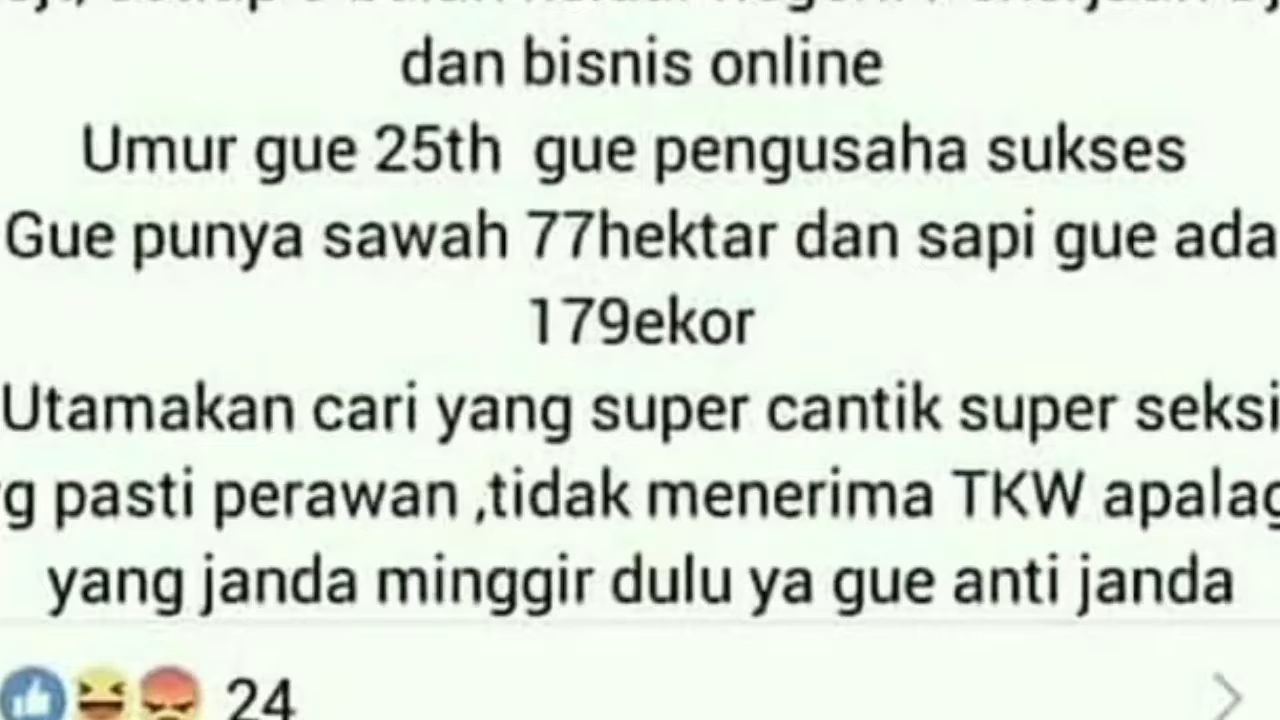 dan bisnis online
Umur gue 25th gue pengusaha sukses
Gue punya sawah 77hektar dan sapi gue ada
179ekor
Utamakan cari yang super cantik super seksi
pasti perawan ,tidak menerima TKW
yang janda minggir dulu ya gue anti janda
24